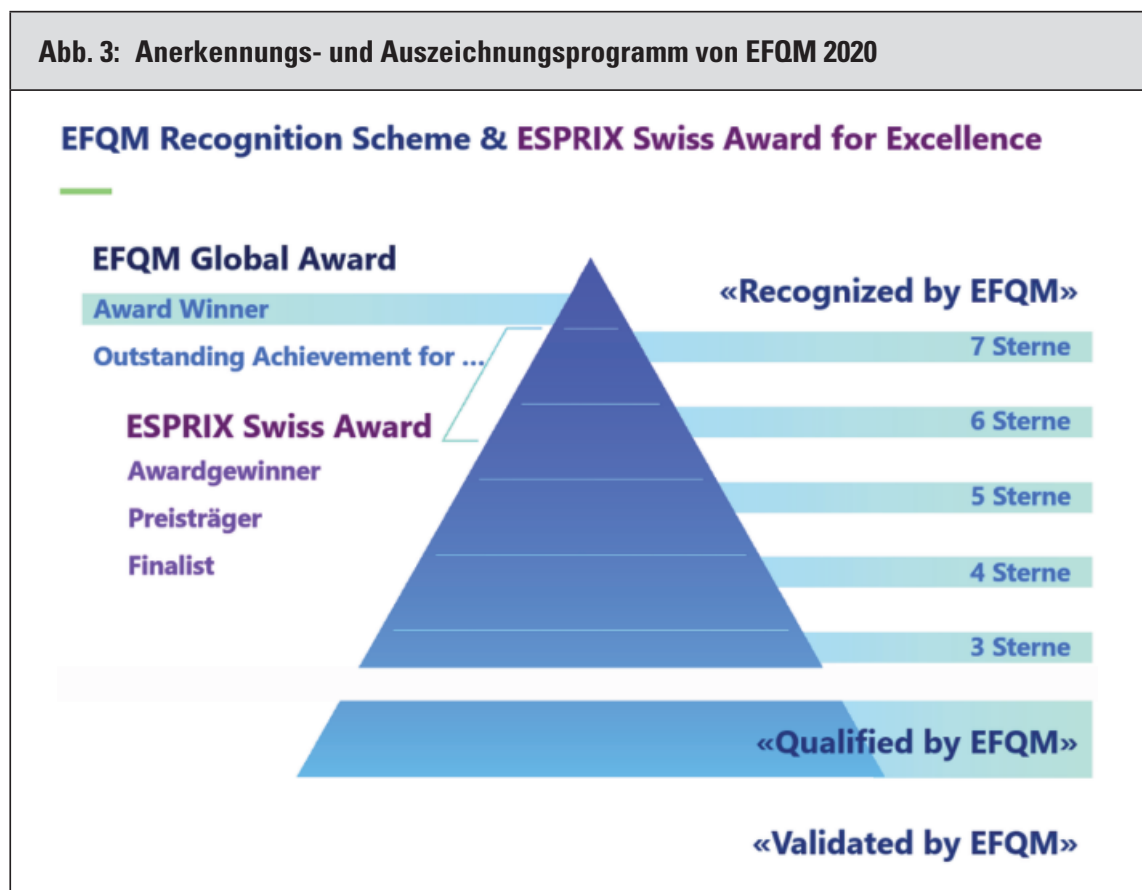 Abb. 3: Anerkennungs- und Auszeichnungsprogramm von EFQM 2020
EFQM Recognition Scheme & ESPRIX Swiss Award for Excellence
EFQM Global Award
Award Winner
Outstanding Achievement for ...
ESPRIX Swiss Award
Awardgewinner
Preisträger
Finalist
«Recognized by EFQM»
7 Sterne
6 Sterne
5 Sterne
4 Sterne
3 Sterne
«Qualified by EFQM»
«Validated by EFQM»